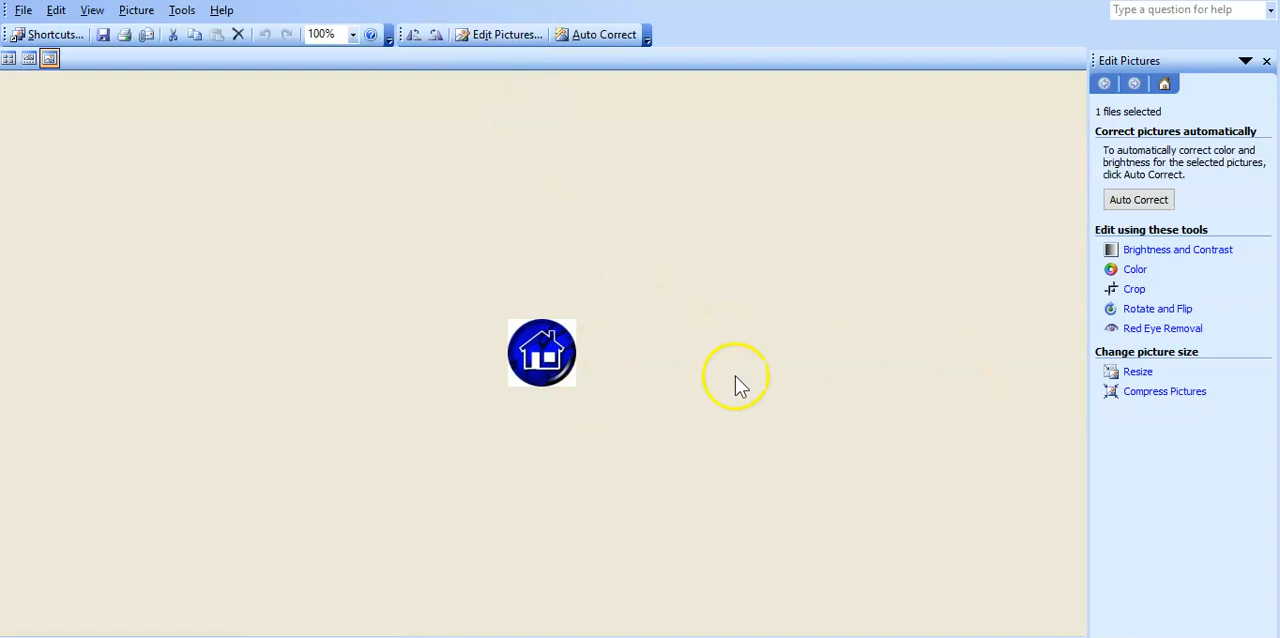 File Edit View Picture Tools Help
Type a question for help
Shortcuts... 100% Edit Pictures... Auto Correct
Edit Pictures
1 files selected
Correct pictures automatically
To automatically correct color and
brightness for the selected pictures,
click Auto Correct.
Auto Correct
Edit using these tools
Brightness and Contrast
Color
Crop
Rotate and Flip
Red Eye Removal
Change picture size
Resize
Compress Pictures